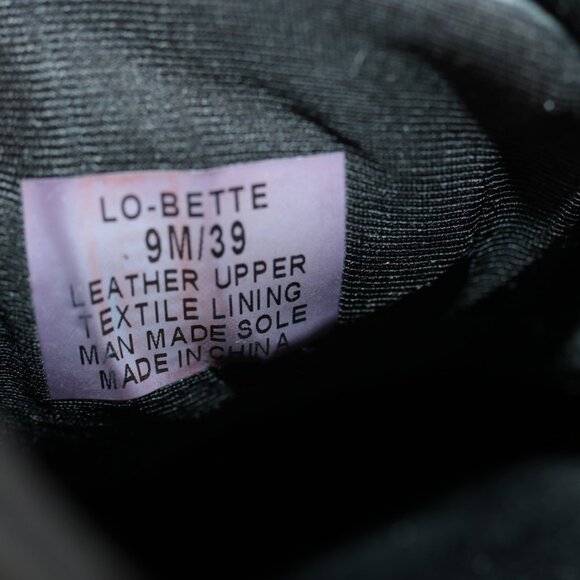 LO-BETTE
9M/39
LEATHER UPPER
TEXTILE LINING
MAN MADE SOLE
MADE IN CHINA